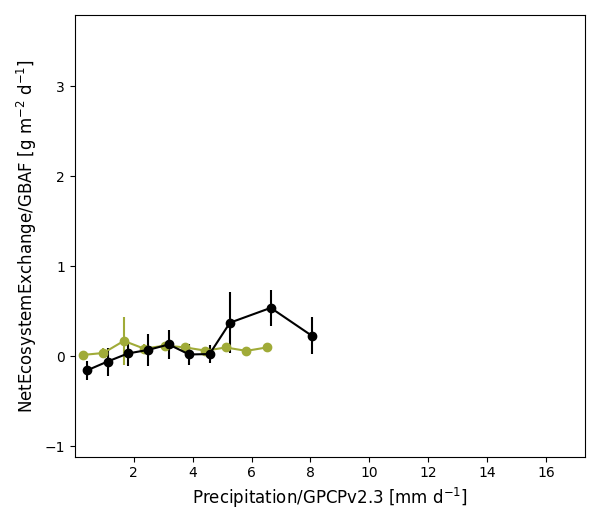 NetEcosystemExchange/GBAF [g m⁻² d⁻¹]
3
2
1
0
−1
2 4 6 8 10 12 14 16
Precipitation/GPCPv2.3 [mm d⁻¹]